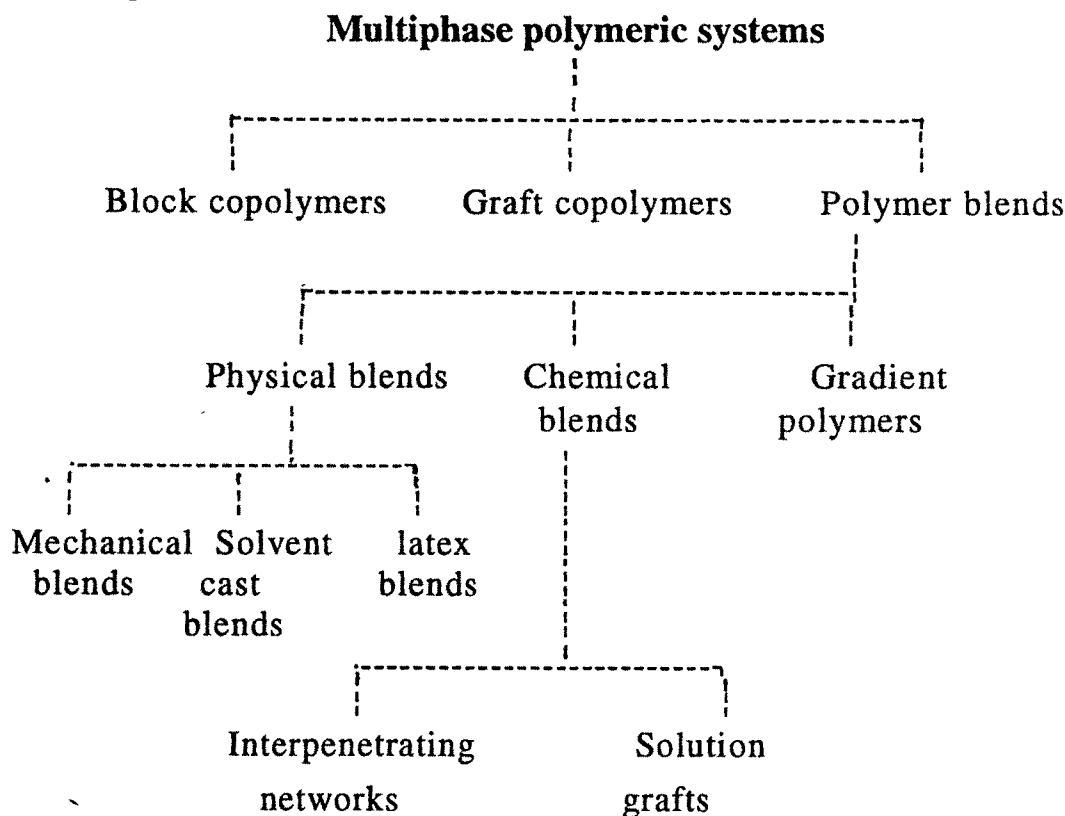 Multiphase polymeric systems
Block copolymers Graft copolymers Polymer blends
Physical blends Chemical blends Gradient polymers
Mechanical blends Solvent cast blends latex blends
Interpenetrating networks Solution grafts